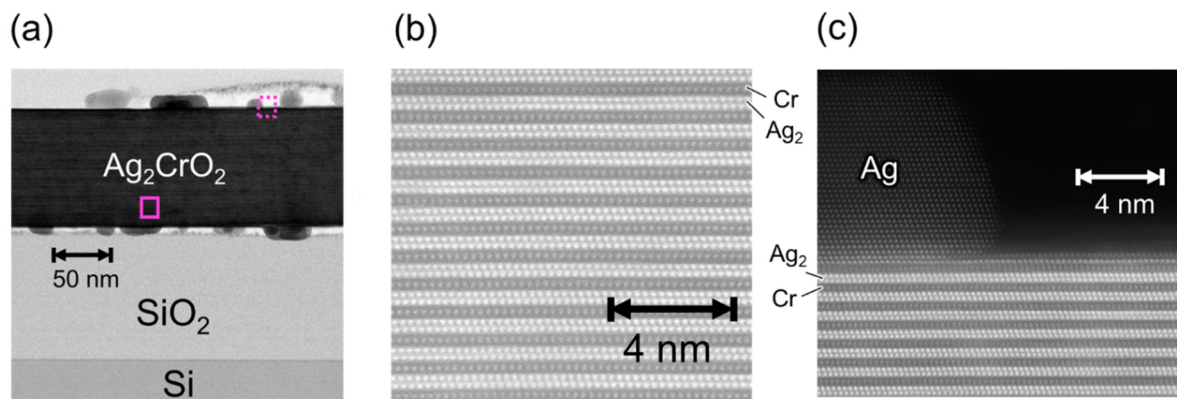 (a)
(b)
(c)
Ag₂CrO₂
50 nm
SiO₂
Si
Cr
Ag₂
4 nm
Ag
4 nm
Ag₂
Cr